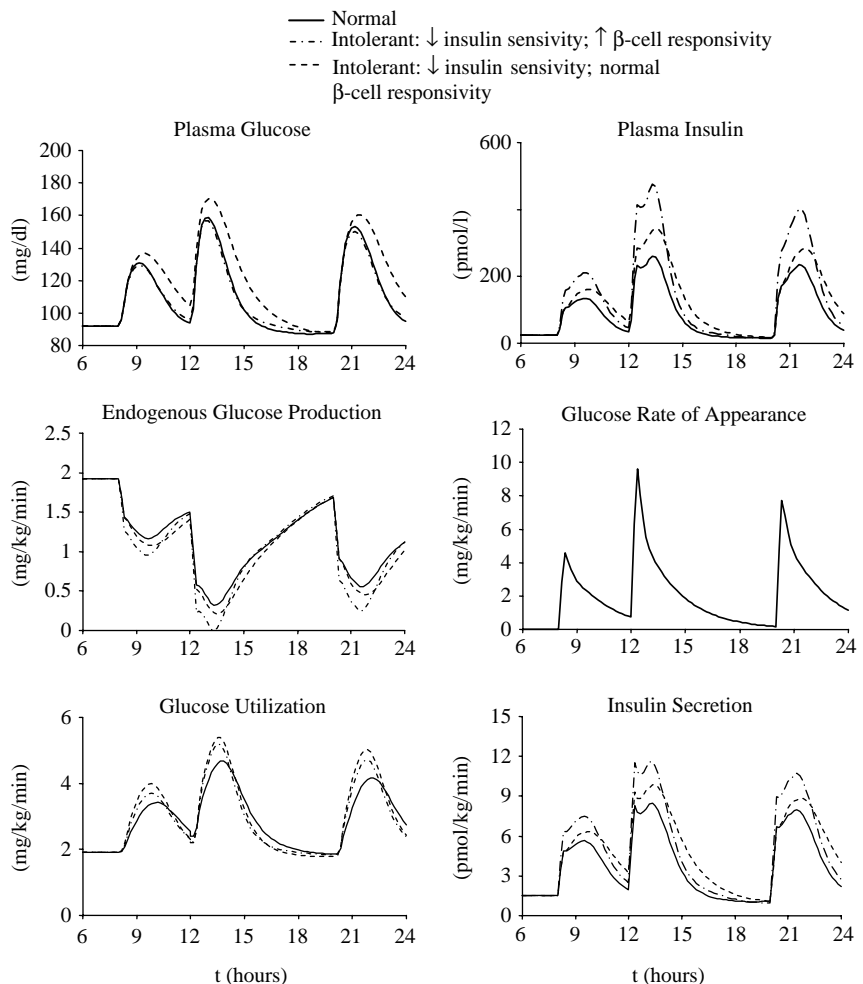 Normal
Intolerant: ↓ insulin sensivity; ↑ β-cell responsivity
Intolerant: ↓ insulin sensivity; normal
β-cell responsivity
Plasma Glucose
(mg/dl)
200
180
160
140
120
100
80
6 9 12 15 18 21 24
Plasma Insulin
(pmol/l)
600
400
200
0
6 9 12 15 18 21 24
Endogenous Glucose Production
(mg/kg/min)
2.5
2
1.5
1
0.5
0
6 9 12 15 18 21 24
Glucose Rate of Appearance
(mg/kg/min)
12
10
8
6
4
2
0
6 9 12 15 18 21 24
Glucose Utilization
(mg/kg/min)
6
4
2
0
6 9 12 15 18 21 24
t (hours)
Insulin Secretion
(pmol/kg/min)
15
12
9
6
3
0
6 9 12 15 18 21 24
t (hours)